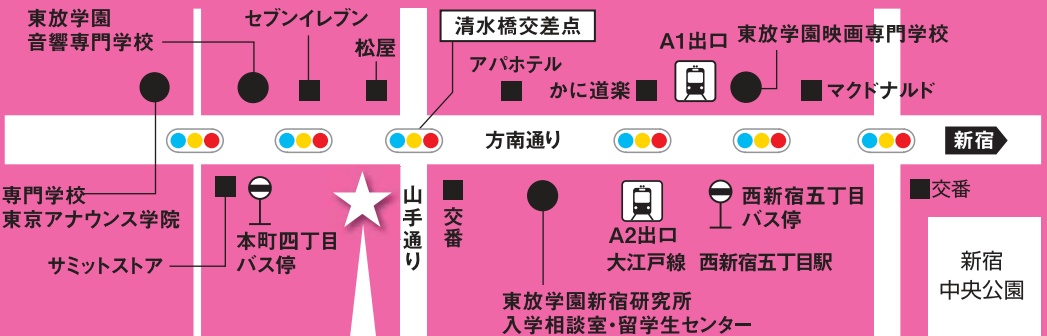 東放学園
音響専門学校
セブンイレブン
松屋
清水橋交差点
アパホテル
かに道楽
A1出口
東放学園映画専門学校
マクドナルド
方南通り
新宿
専門学校
東京アナウンス学院
サミットストア
本町四丁目
バス停
山手通り
交番
東放学園新宿研究所
入学相談室・留学生センター
A2出口
大江戸線 西新宿五丁目駅
西新宿五丁目
バス停
交番
新宿
中央公園